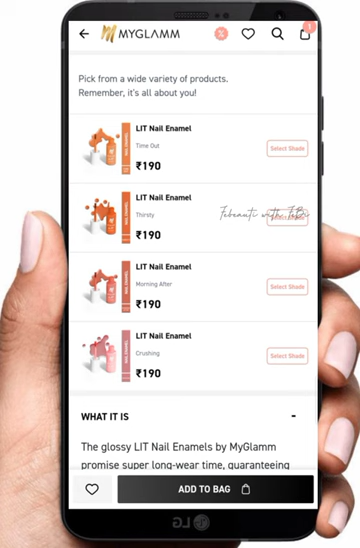 MYGLAMM
%
1
Pick from a wide variety of products.
Remember, it's all about you!
LIT Nail Enamel
Time Out
Select Shade
₹190
LIT Nail Enamel
Thirsty
₹190
LIT Nail Enamel
Morning After
Select Shade
₹190
LIT Nail Enamel
Crushing
Select Shade
₹190
WHAT IT IS
-
The glossy LIT Nail Enamels by MyGlamm
promise super long-wear time, guaranteeing
ADD TO BAG
LG